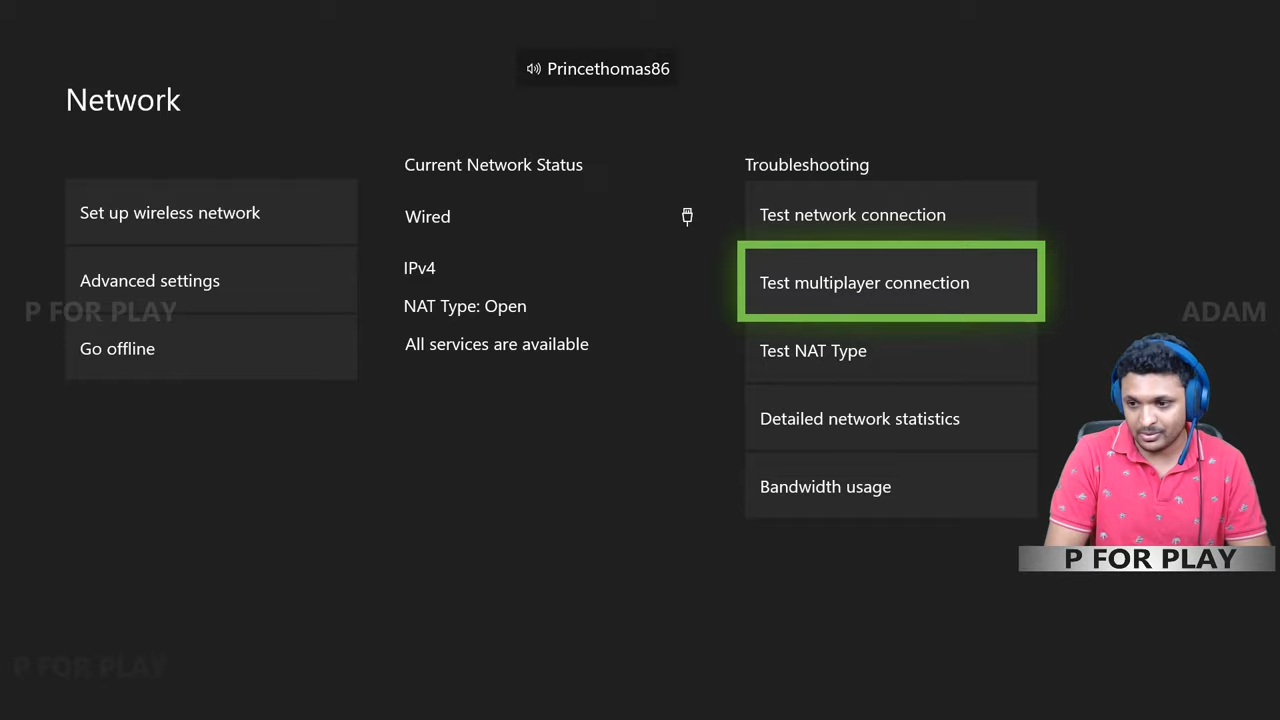 Princethomas86
Network
Set up wireless network
Advanced settings
Go offline
Current Network Status
Wired
IPv4
NAT Type: Open
All services are available
Troubleshooting
Test network connection
Test multiplayer connection
Test NAT Type
Detailed network statistics
Bandwidth usage
P FOR PLAY
ADAM
P FOR PLAY
P FOR PLAY